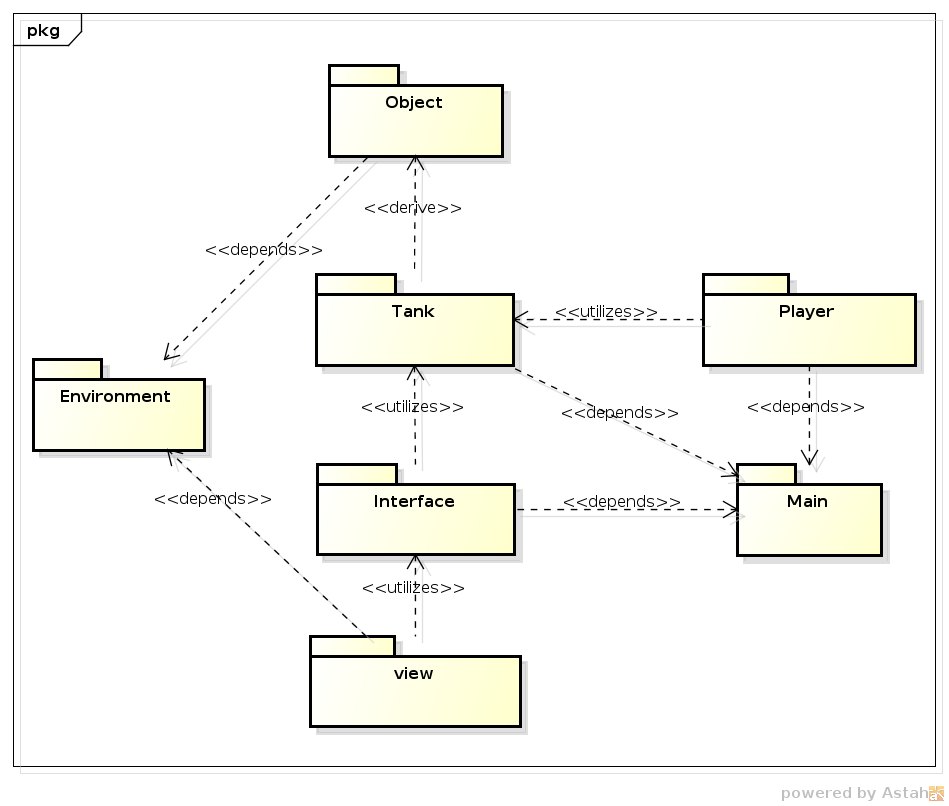 pkg
Object
<<derive>>
<<depends>>
Tank
<<utilizes>>
Player
Environment
<<utilizes>>
<<depends>>
<<depends>>
<<depends>>
Interface
<<depends>>
Main
<<utilizes>>
view
powered by Astah